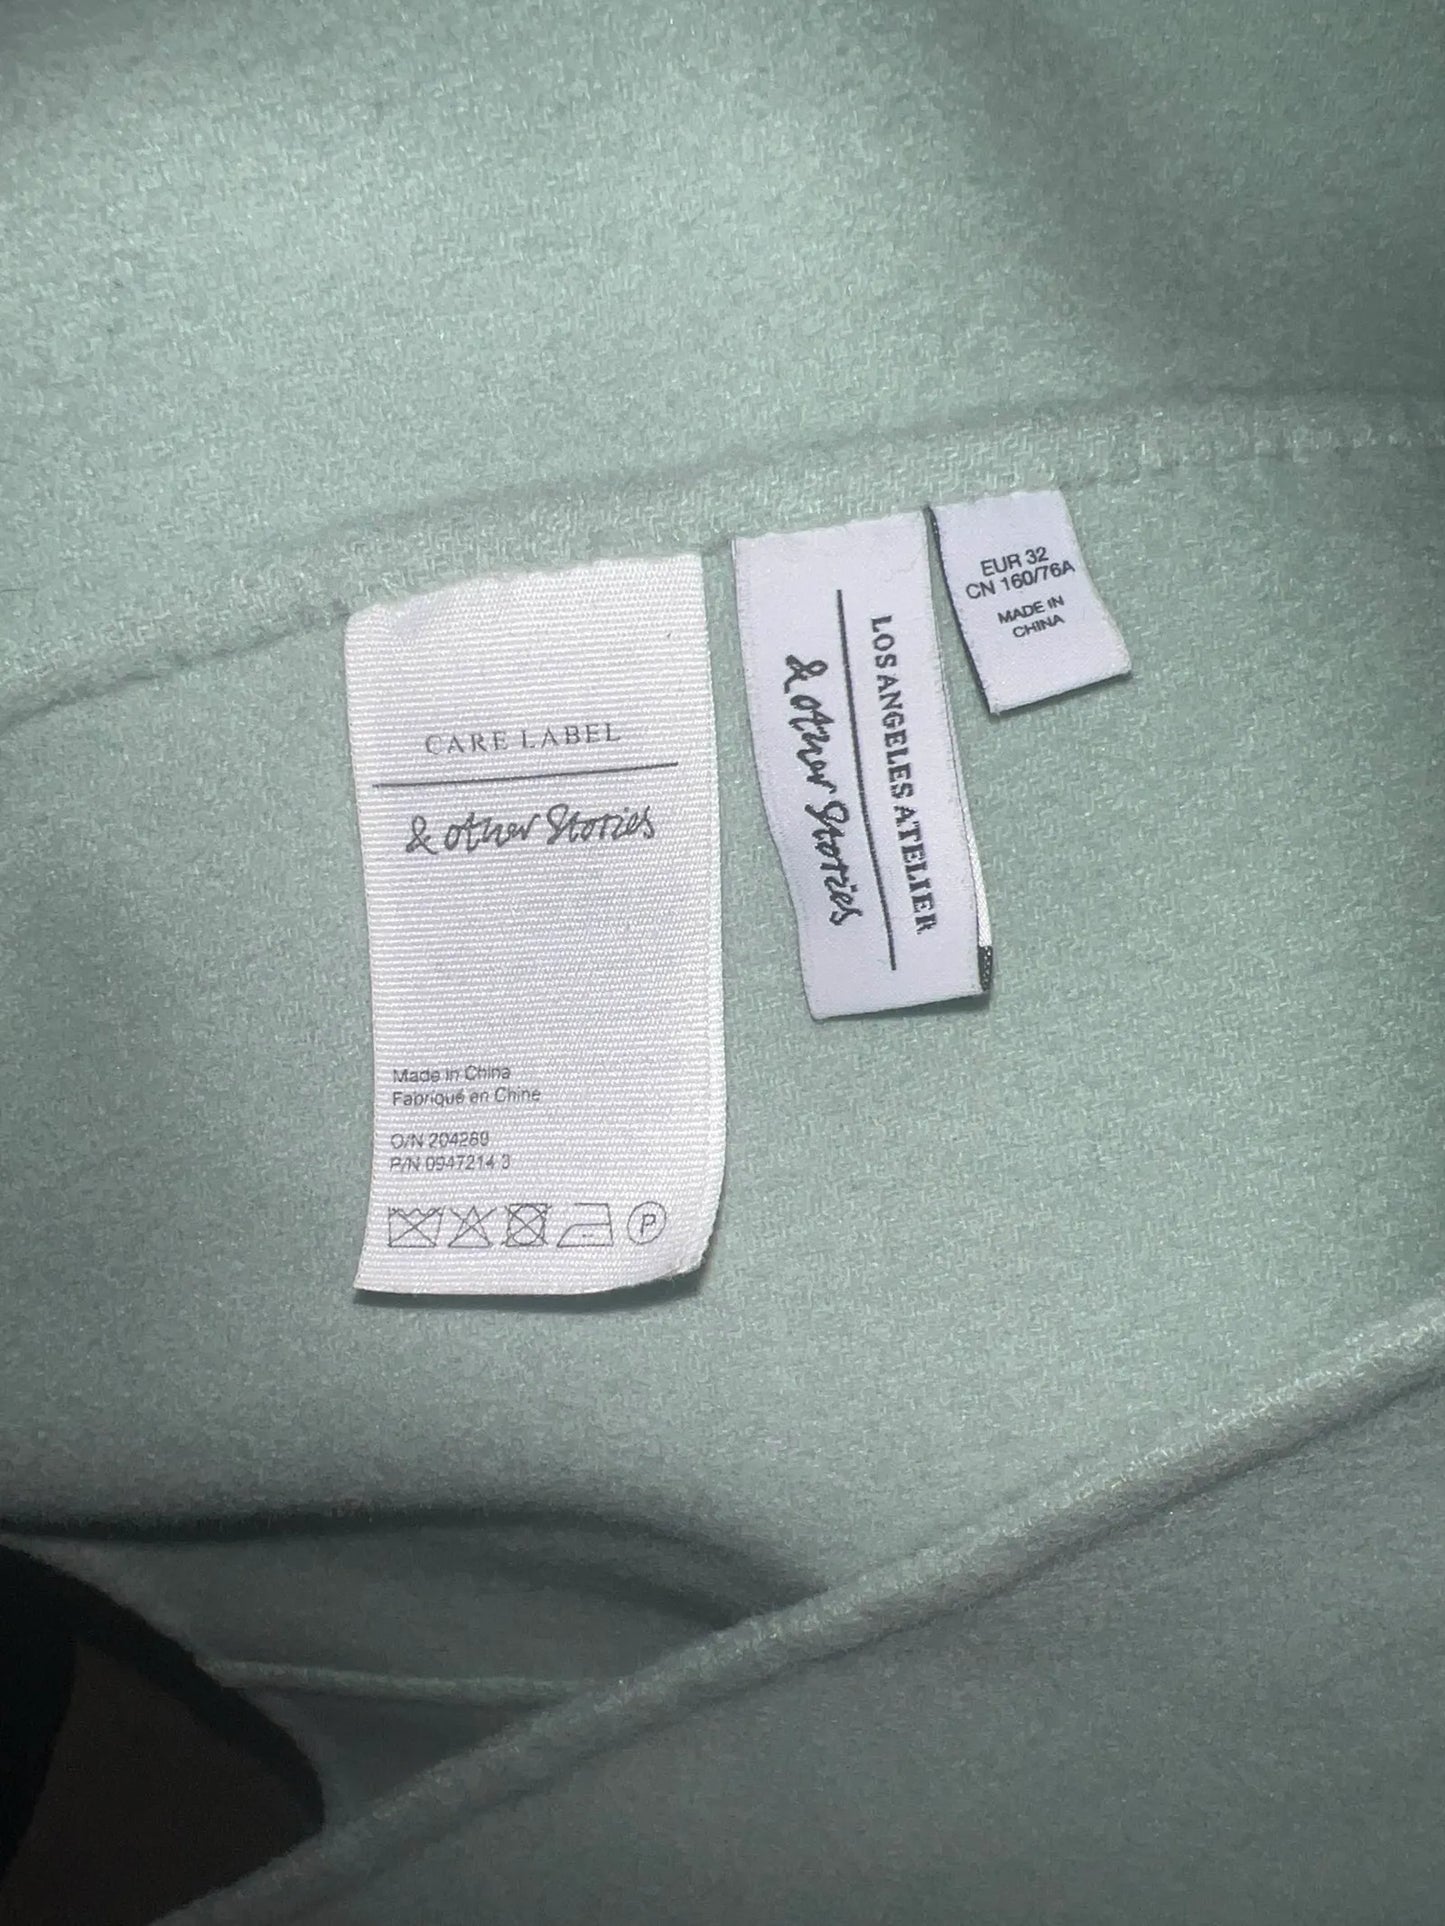 CARE LABEL
& other Stories
Made in China
Fabriqué en Chine
O/N 204269
P/N 0947214 3
P
LOS ANGELES ATELIER
& other Stories
EUR 32
CN 160/76A
MADE IN
CHINA